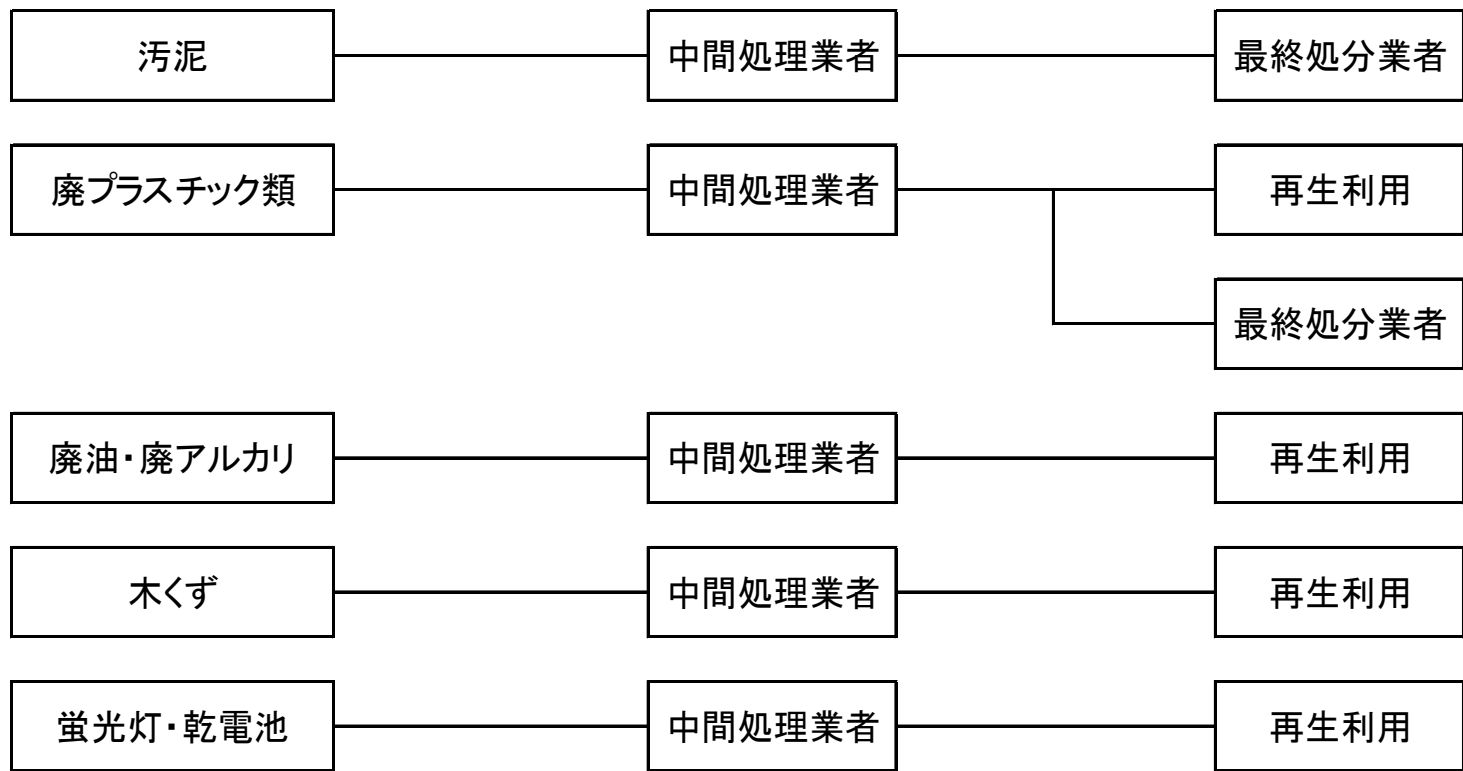 汚泥
中間処理業者
最終処分業者
廃プラスチック類
中間処理業者
再生利用
最終処分業者
廃油・廃アルカリ
中間処理業者
再生利用
木くず
中間処理業者
再生利用
蛍光灯・乾電池
中間処理業者
再生利用